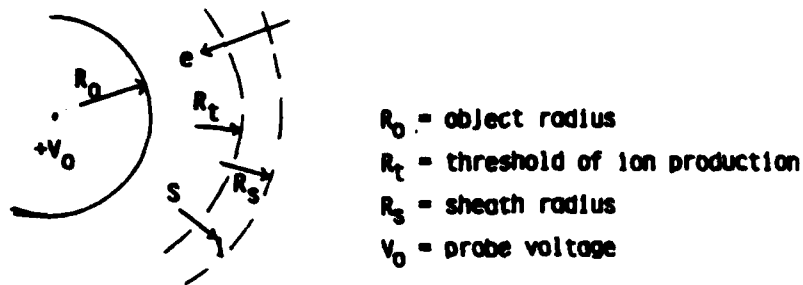 e
R₀
Rₜ
+V₀
Rₛ
S
R₀ = object radius
Rₜ = threshold of ion production
Rₛ = sheath radius
V₀ = probe voltage